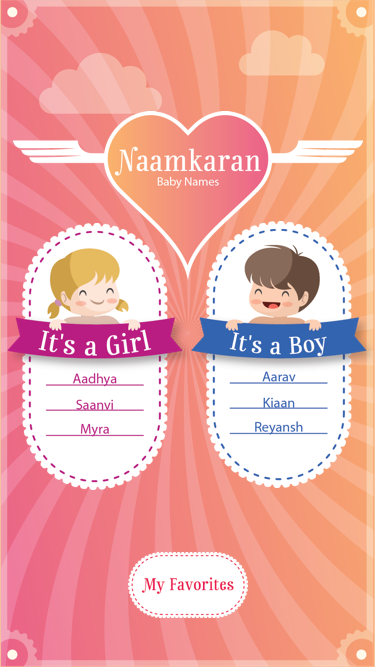 Naamkaran
Baby Names
It's a Girl
Aadhya
Saanvi
Myra
It's a Boy
Aarav
Kiaan
Reyansh
My Favorites